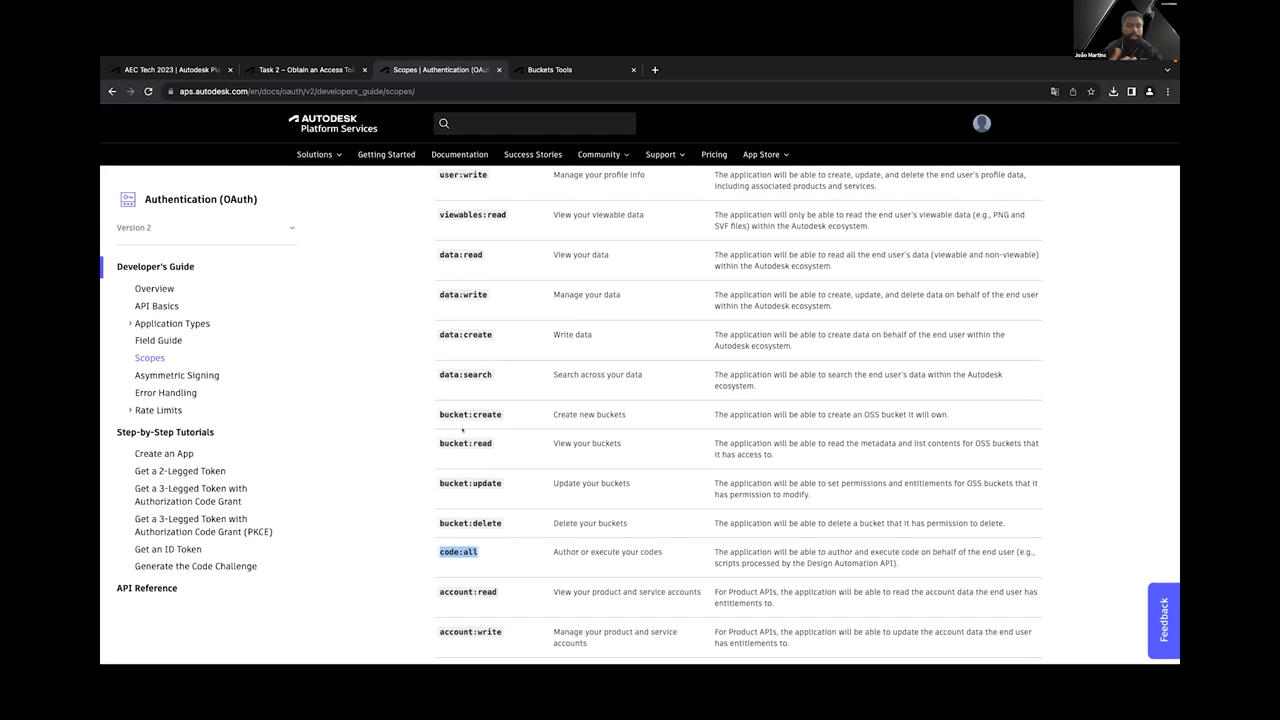 AUTODESK
João Martins
AEC Tech 2023 | Autodesk Pla
Task 2 – Obtain an Access Tok
Scopes | Authentication (OAu
Buckets Tools
aps.autodesk.com/en/docs/oauth/v2/developers_guide/scopes/
AUTODESK
Platform Services
Solutions
Getting Started
Documentation
Success Stories
Community
Support
Pricing
App Store
Authentication (OAuth)
Version 2
Developer's Guide
Overview
API Basics
Application Types
Field Guide
Scopes
Asymmetric Signing
Error Handling
Rate Limits
Step-by-Step Tutorials
Create an App
Get a 2-Legged Token
Get a 3-Legged Token with
Authorization Code Grant
Get a 3-Legged Token with
Authorization Code Grant (PKCE)
Get an ID Token
Generate the Code Challenge
API Reference
user:write
Manage your profile info
The application will be able to create, update, and delete the end user's profile data,
including associated products and services.
viewables:read
View your viewable data
The application will only be able to read the end user's viewable data (e.g., PNG and
SVF files) within the Autodesk ecosystem.
data:read
View your data
The application will be able to read all the end user's data (viewable and non-viewable)
within the Autodesk ecosystem.
data:write
Manage your data
The application will be able to create, update, and delete data on behalf of the end user
within the Autodesk ecosystem.
data:create
Write data
The application will be able to create data on behalf of the end user within the
Autodesk ecosystem.
data:search
Search across your data
The application will be able to search the end user's data within the Autodesk
ecosystem.
bucket:create
Create new buckets
The application will be able to create an OSS bucket it will own.
bucket:read
View your buckets
The application will be able to read the metadata and list contents for OSS buckets that
it has access to.
bucket:update
Update your buckets
The application will be able to set permissions and entitlements for OSS buckets that it
has permission to modify.
bucket:delete
Delete your buckets
The application will be able to delete a bucket that it has permission to delete.
code:all
Author or execute your codes
The application will be able to author and execute code on behalf of the end user (e.g.,
scripts processed by the Design Automation API).
account:read
View your product and service accounts
For Product APIs, the application will be able to read the account data the end user has
entitlements to.
account:write
Manage your product and service
accounts
For Product APIs, the application will be able to update the account data the end user
has entitlements to.
Feedback